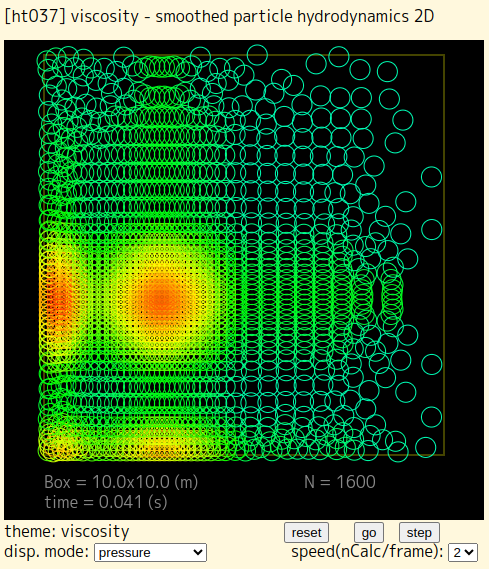 [ht037] viscosity - smoothed particle hydrodynamics 2D
Box = 10.0x10.0 (m) N = 1600
time = 0.041 (s)
theme: viscosity reset go step
disp. mode: pressure speed(nCalc/frame): 2